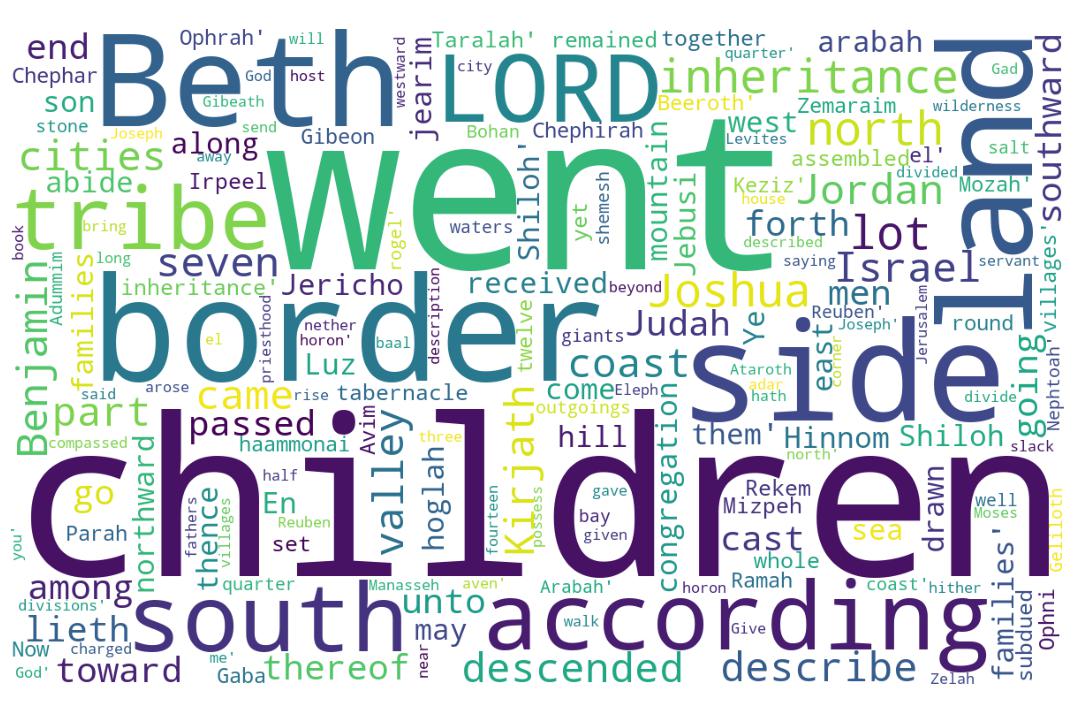 end
Ophrah'
will
Taralah'
remained
together
quarter'
arabah
Chephar
Beth
God
host
westward
jearim
city
LORD
inheritance
land
Gad
son
Gibeath
Beeroth'
Zemaraim
wilderness
stone
Joseph
send
Gibeon
Bohan
Chephirah
west
Levites
north
southward
cities
along
away
went
Shiloh'
mountain
assembled
el'
salt
divided
abide
Irpeel
yet
shemesh
Jebusi
Keziz'
house
Jordan
Mozah'
tribe
bring
rogel'
waters
forth
lot
book
long
described
seven
saying
Israel
servant
villages'
Adummim
inheritance'
Jericho
received
beyond
Joshua
men
Benjamin
families
border
priesthood
nether
horon'
description
twelve
giants
Judah
Ye
Reuben'
Joseph'
Jerusalem
round
el
baal
Luz
coast
side
east
corner
going
Nephtoah'
said
arose
came
rise
tabernacle
come
Eleph
Ataroth
adar
hath
divide
part
passed
Avim
outgoings
compassed
haammonai
three
hill
them'
Hinnom
Shiloh
slack
children
valley
hoglah
Kirjath
congregation
north'
go
northward
half
gave
Rekem
drawn
well
Moses
Geliloth
thence
villages
fathers
En
Reuben
fourteen
possess
bay
given
Mizpeh
Parah
set
cast
sea
you'
whole
among
quarter
Manasseh
aven'
Arabah'
horon
Ramah
coast'
hither
families'
subdued
Ophni
divisions'
south
unto
according
lieth
may
walk
Give
Now
charged
near
God'
toward
me'
Gaba
thereof
descended
describe
Zelah